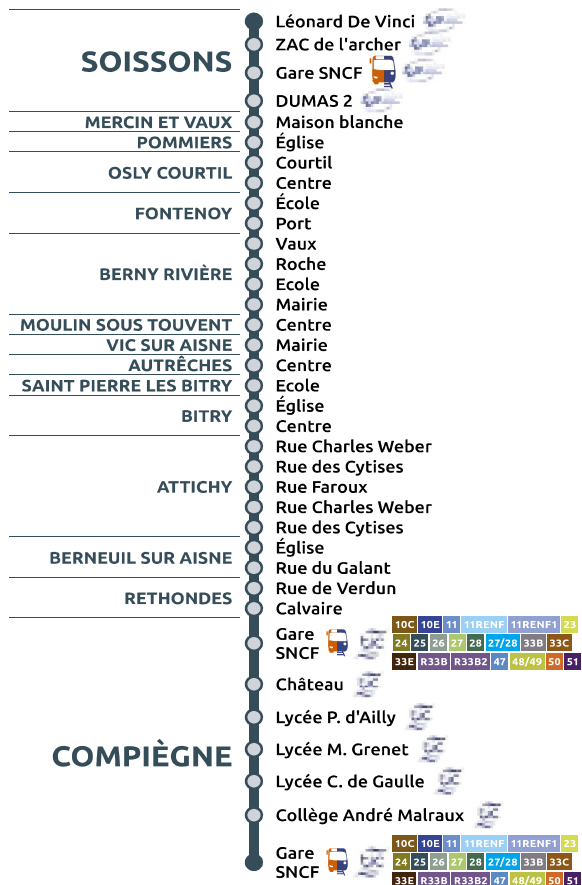 SOISSONS
Léonard De Vinci
ZAC de l'archer
Gare SNCF
DUMAS 2
MERCIN ET VAUX
Maison blanche
POMMIERS
Église
OSLY COURTIL
Courtil
Centre
FONTENOY
École
Port
BERNY RIVIÈRE
Vaux
Roche
Ecole
Mairie
MOULIN SOUS TOUVENT
Centre
VIC SUR AISNE
Mairie
AUTRÊCHES
Centre
SAINT PIERRE LES BITRY
Ecole
BITRY
Église
Centre
ATTICHY
Rue Charles Weber
Rue des Cytises
Rue Faroux
Rue Charles Weber
Rue des Cytises
BERNEUIL SUR AISNE
Église
Rue du Galant
RETHONDES
Rue de Verdun
Calvaire
COMPIÈGNE
Gare
SNCF
10C 10E 11 11RENF 11RENF1 23
24 25 26 27 28 27/28 33B 33C
33E R33B R33B2 47 48/49 50 51
Château
Lycée P. d'Ailly
Lycée M. Grenet
Lycée C. de Gaulle
Collège André Malraux
Gare
SNCF
10C 10E 11 11RENF 11RENF1 23
24 25 26 27 28 27/28 33B 33C
33E R33B R33B2 47 48/49 50 51